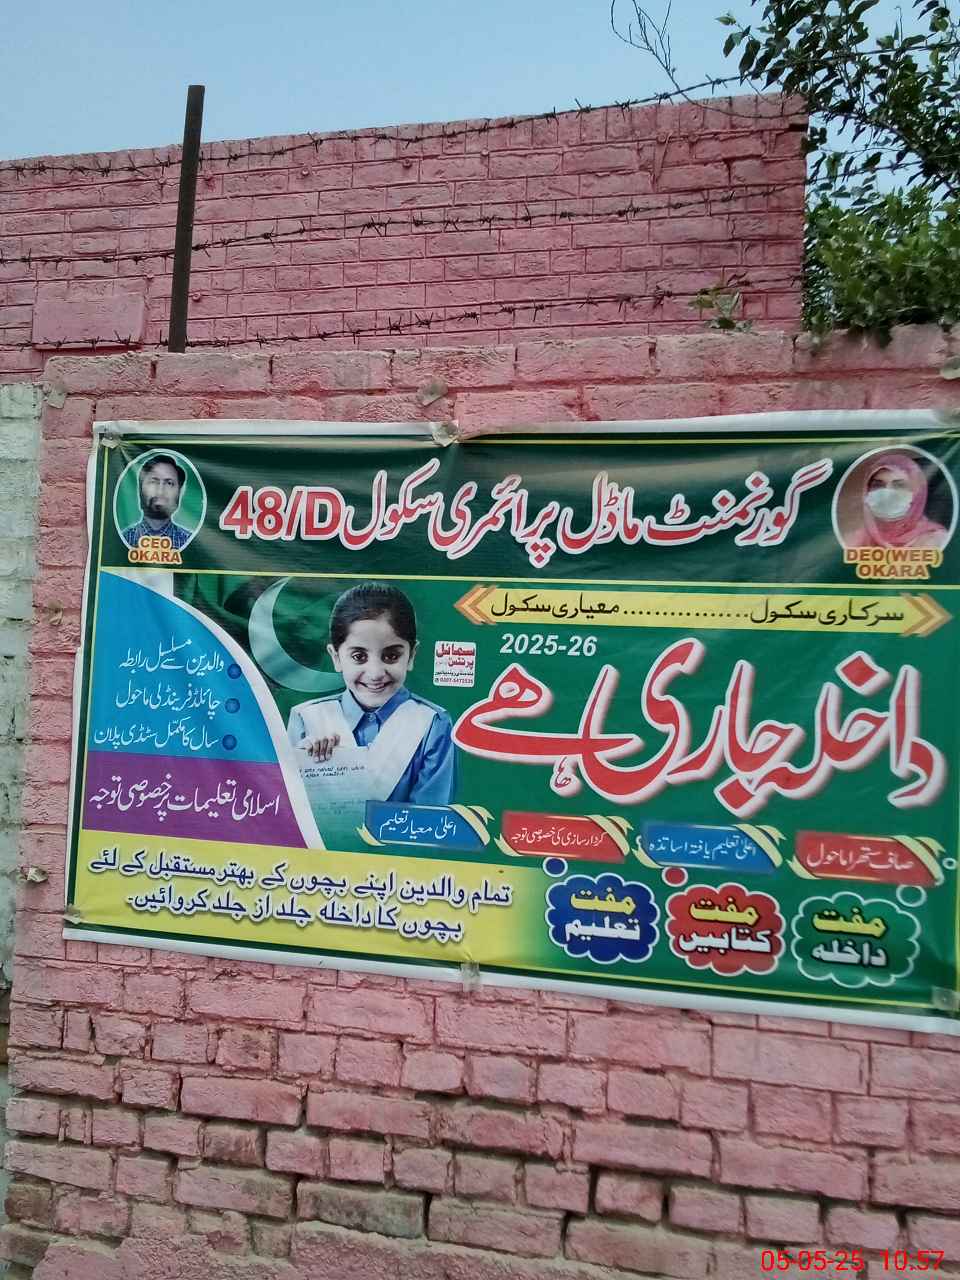 گورنمنٹ ماڈل پرائمری سکول 48/D
CEO
OKARA
DEO(WEE)
OKARA
سرکاری سکول ................ معیاری سکول
2025-26
داخلہ جاری ہے
سمائل
پرنٹس
والدین سے مسلسل رابطہ
چائلڈ فرینڈلی ماحول
سال کا مکمّل سٹڈی پلان
اسلامی تعلیمات پر خصوصی توجہ
صاف ستھرا ماحول
اعلیٰ تعلیم یافتہ اساتذہ
کردار سازی کی خصوصی توجہ
اعلیٰ معیار تعلیم
تمام والدین اپنے بچوں کے بہتر مستقبل کے لئے
بچوں کا داخلہ جلد از جلد کروائیں۔
مفت
داخلہ
مفت
کتابیں
مفت
تعلیم
05-05-25 10:57